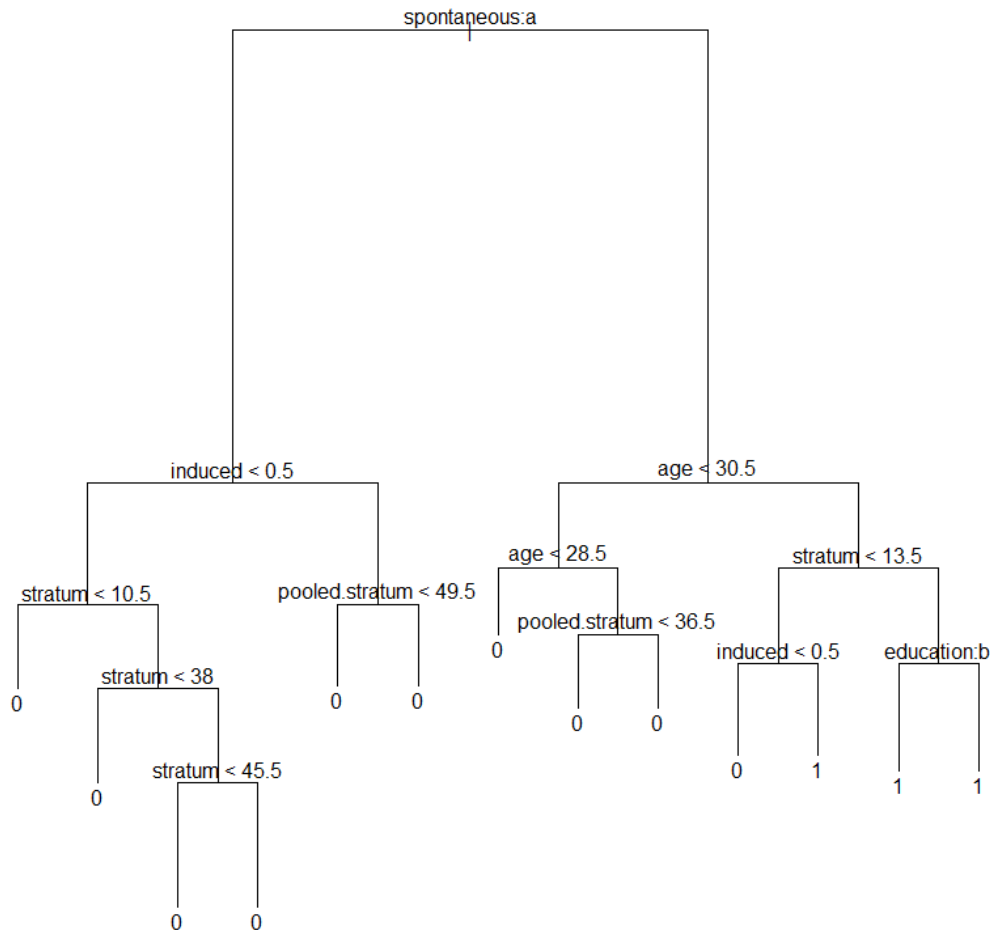 spontaneous:a
induced < 0.5
age < 30.5
age < 28.5
stratum < 13.5
stratum < 10.5
pooled.stratum < 49.5
pooled.stratum < 36.5
0
induced < 0.5
education:b
stratum < 38
0
0
0
0
0
stratum < 45.5
0
1
1
1
0
0
0